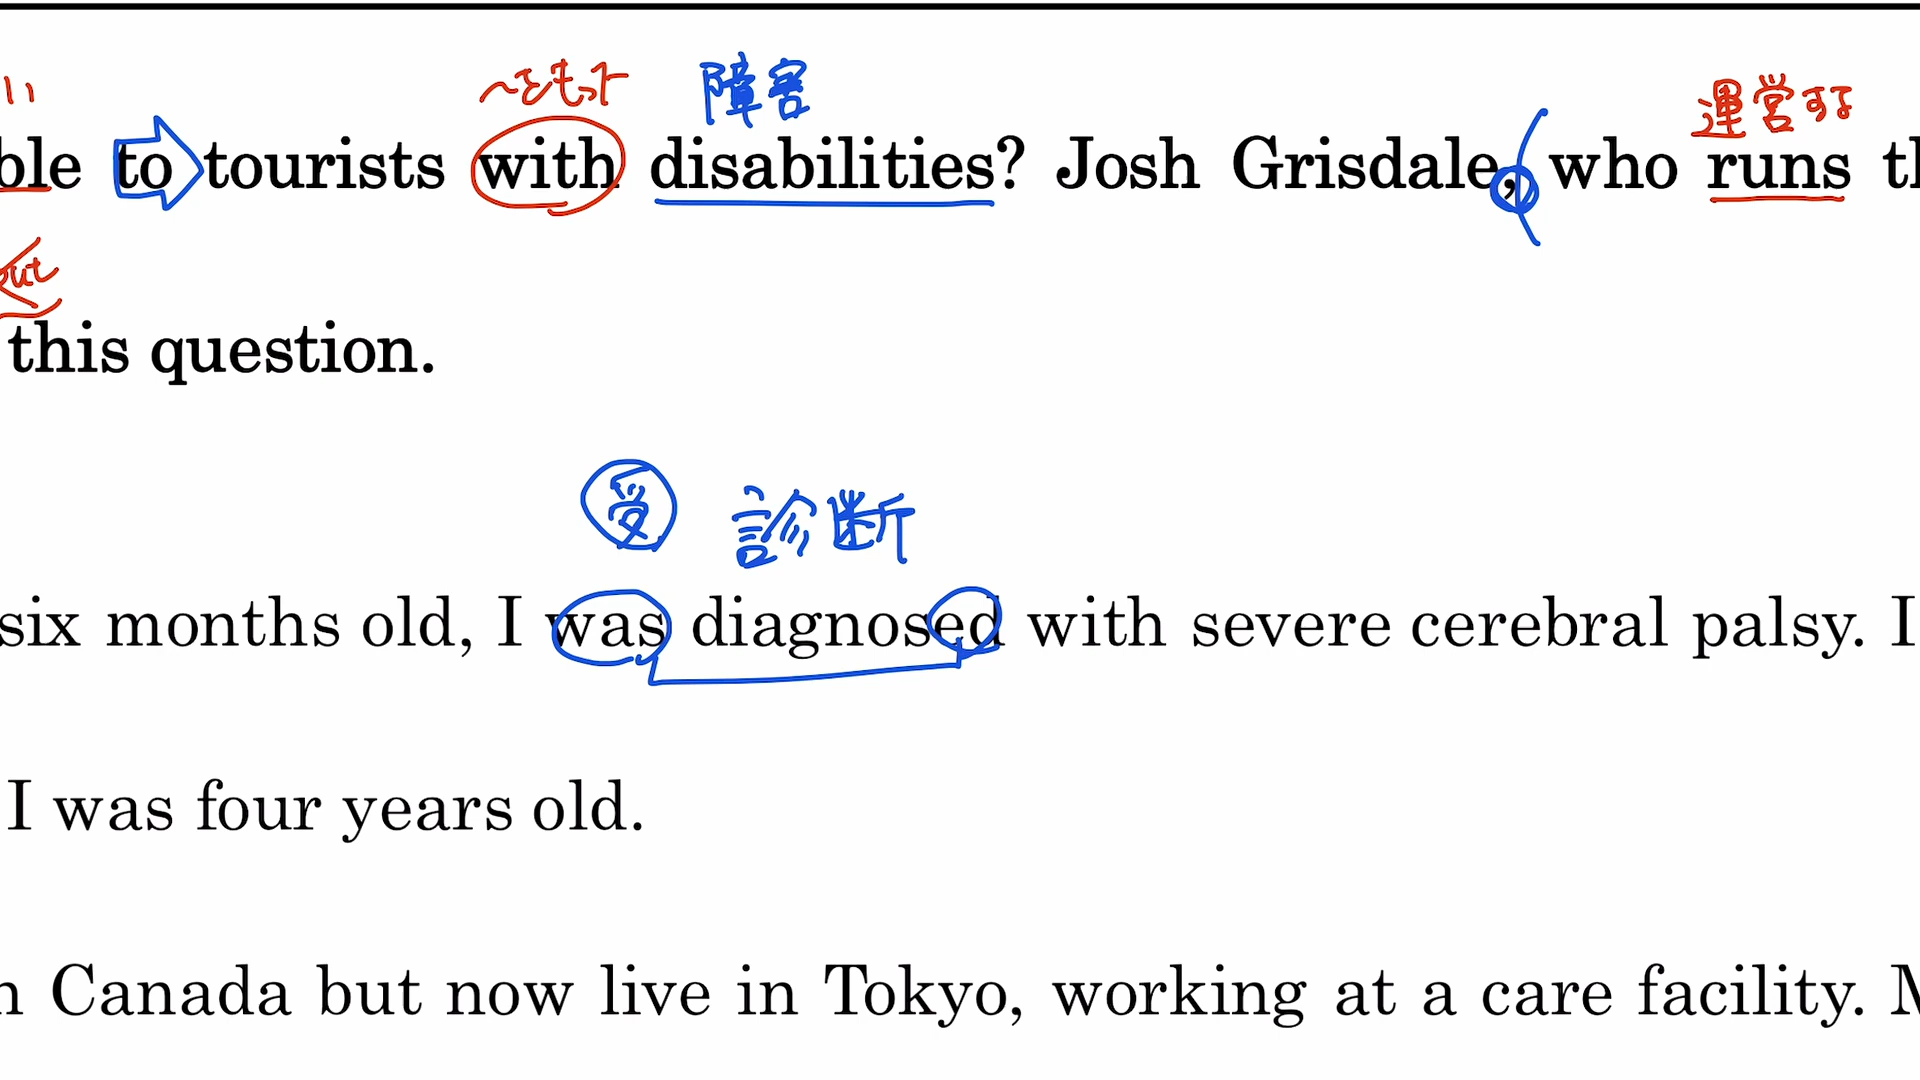 い 〜をもった 障害 運営する
ble to tourists with disabilities? Josh Grisdale, who runs th
out
this question.
受 診断
six months old, I was diagnosed with severe cerebral palsy. I
I was four years old.
n Canada but now live in Tokyo, working at a care facility. M